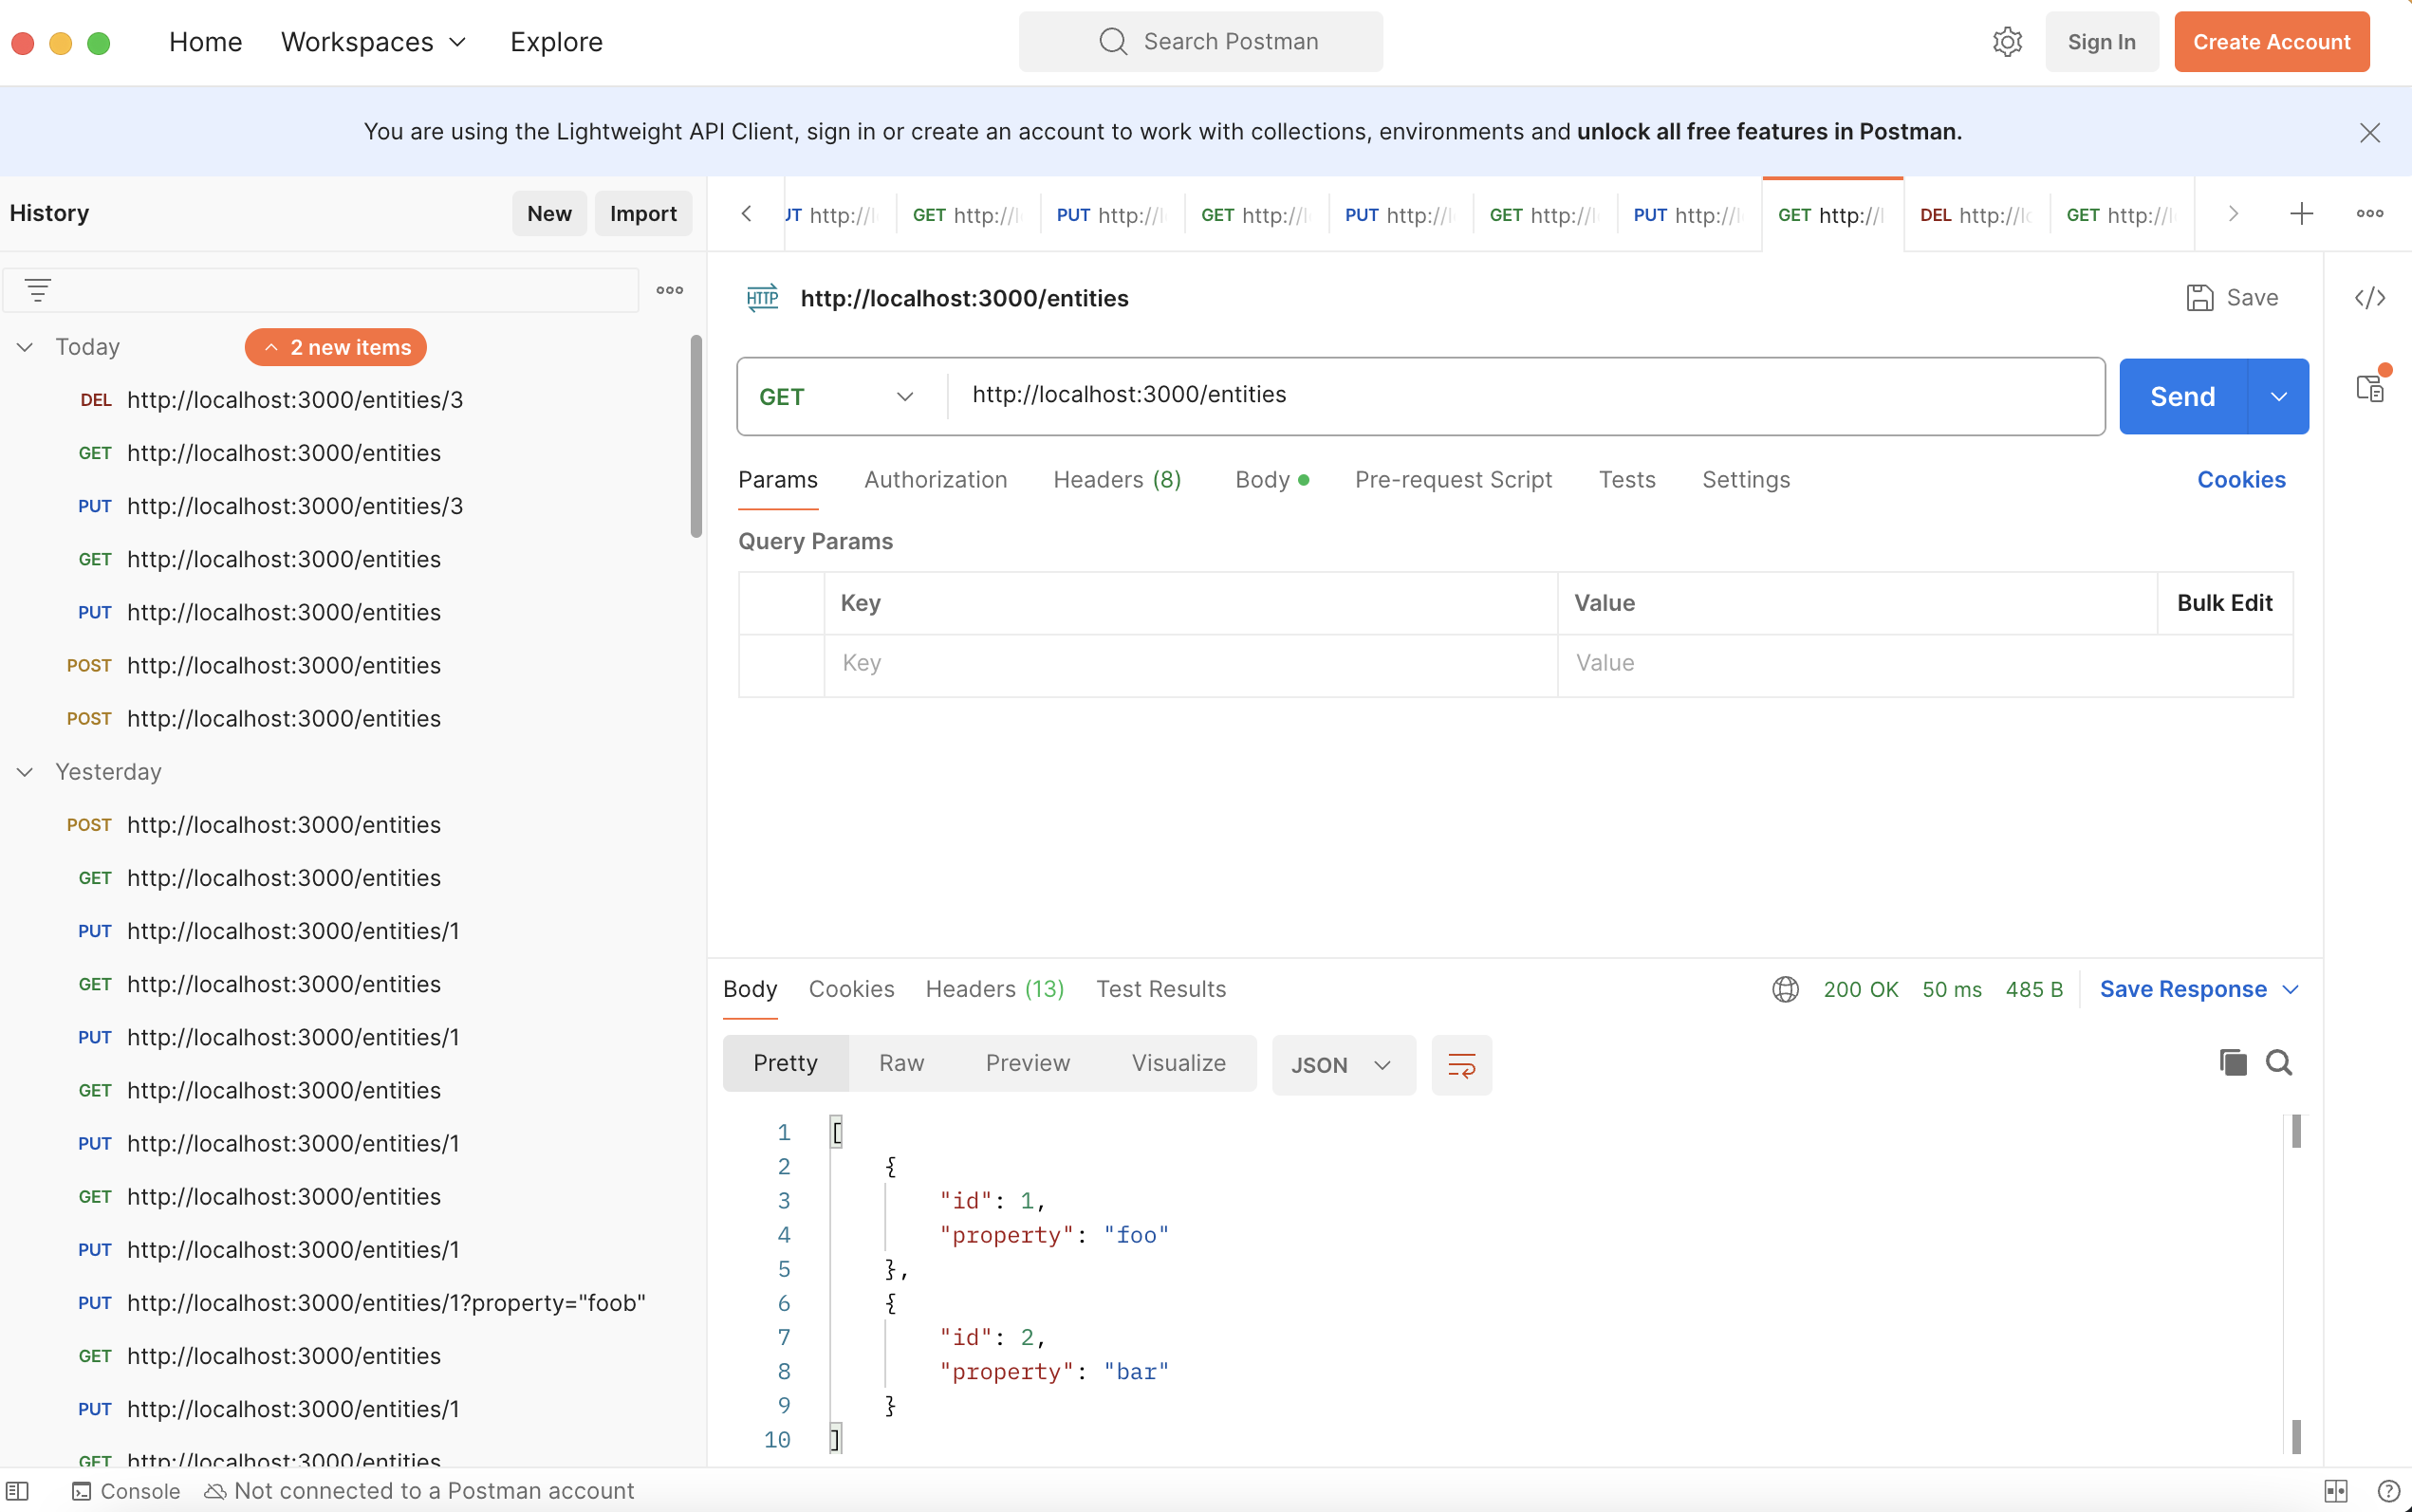 Home Workspaces Explore Search Postman Sign In Create Account
You are using the Lightweight API Client, sign in or create an account to work with collections, environments and unlock all free features in Postman.
History New Import
UT http://l GET http://l PUT http://l GET http://l PUT http://l GET http://l PUT http://l GET http://l DEL http://lo GET http://l
Today 2 new items
DEL http://localhost:3000/entities/3
GET http://localhost:3000/entities
PUT http://localhost:3000/entities/3
GET http://localhost:3000/entities
PUT http://localhost:3000/entities
POST http://localhost:3000/entities
POST http://localhost:3000/entities
Yesterday
POST http://localhost:3000/entities
GET http://localhost:3000/entities
PUT http://localhost:3000/entities/1
GET http://localhost:3000/entities
PUT http://localhost:3000/entities/1
GET http://localhost:3000/entities
PUT http://localhost:3000/entities/1
GET http://localhost:3000/entities
PUT http://localhost:3000/entities/1
PUT http://localhost:3000/entities/1?property="foob"
GET http://localhost:3000/entities
PUT http://localhost:3000/entities/1
GET http://localhost:3000/entities
HTTP http://localhost:3000/entities Save
GET http://localhost:3000/entities Send
Params Authorization Headers (8) Body Pre-request Script Tests Settings Cookies
Query Params
Key Value Bulk Edit
Key Value
Body Cookies Headers (13) Test Results 200 OK 50 ms 485 B Save Response
Pretty Raw Preview Visualize JSON
1 [
2 {
3 "id": 1,
4 "property": "foo"
5 },
6 {
7 "id": 2,
8 "property": "bar"
9 }
10 ]
Console Not connected to a Postman account